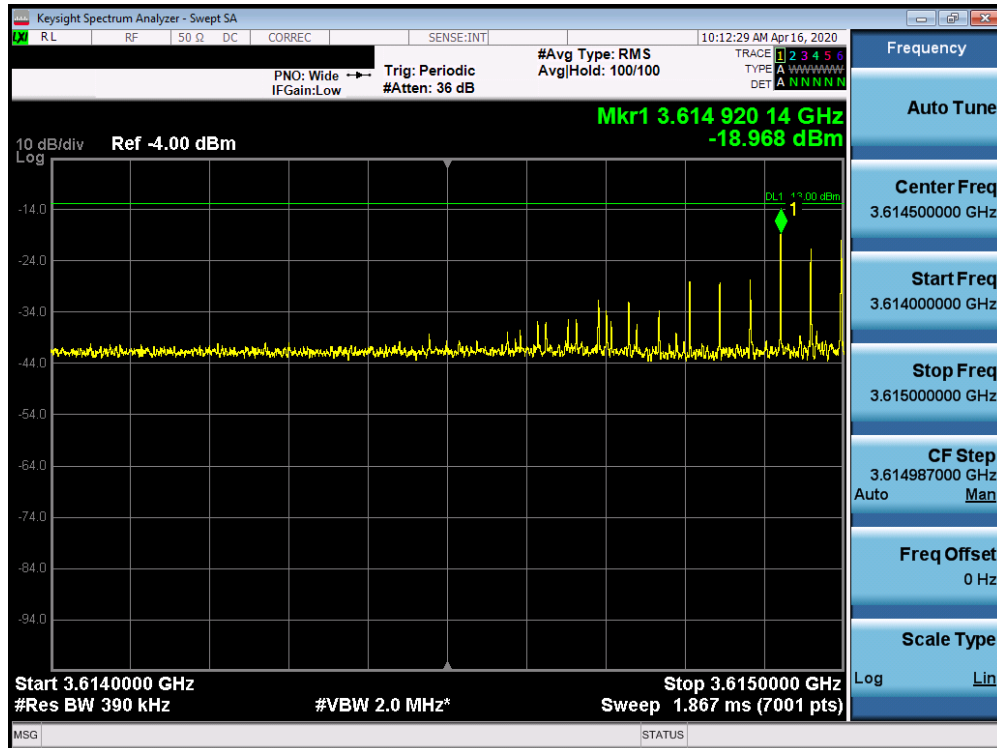 Keysight Spectrum Analyzer - Swept SA
LXI RL RF 50 Ω DC CORREC SENSE:INT 10:12:29 AM Apr 16, 2020
PNO: Wide
IFGain:Low
Trig: Periodic
#Atten: 36 dB
#Avg Type: RMS
Avg|Hold: 100/100
TRACE 1 2 3 4 5 6
TYPE A WWWWWW
DET A N N N N N
Mkr1 3.614 920 14 GHz
-18.968 dBm
10 dB/div Ref -4.00 dBm
Log
DL1 -13.00 dBm
1
-14.0
-24.0
-34.0
-44.0
-54.0
-64.0
-74.0
-84.0
-94.0
Start 3.6140000 GHz Stop 3.6150000 GHz
#Res BW 390 kHz #VBW 2.0 MHz* Sweep 1.867 ms (7001 pts)
MSG STATUS
Frequency
Auto Tune
Center Freq
3.614500000 GHz
Start Freq
3.614000000 GHz
Stop Freq
3.615000000 GHz
CF Step
3.614987000 GHz
Auto Man
Freq Offset
0 Hz
Scale Type
Log Lin